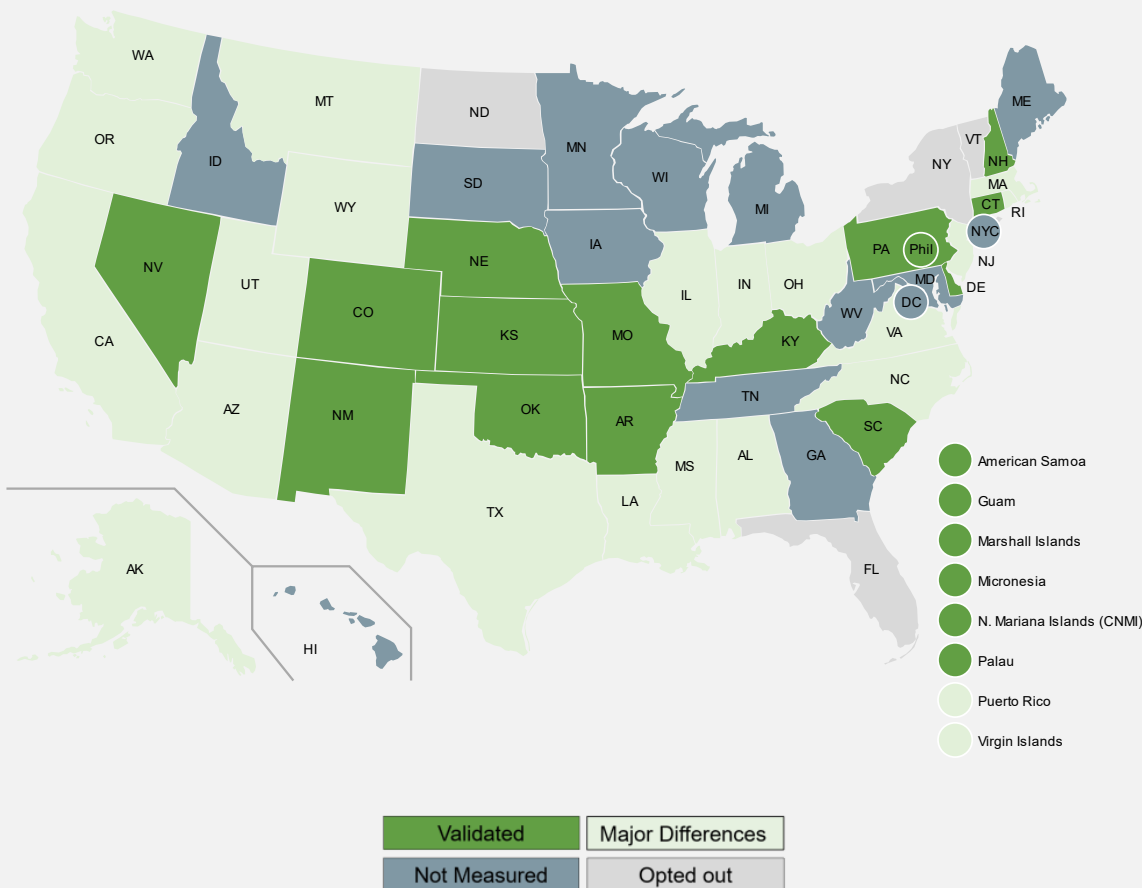 WA
MT
ND
OR
ID
MN
ME
SD
WI
VT
NY
NH
MI
MA
WY
CT
RI
IA
NYC
NV
NE
PA
Phil
NJ
UT
IL
IN
OH
MD
DE
CO
DC
WV
KS
MO
VA
CA
KY
NC
AZ
NM
OK
TN
AR
SC
MS
AL
GA
TX
LA
American Samoa
Guam
Marshall Islands
AK
FL
Micronesia
N. Mariana Islands (CNMI)
HI
Palau
Puerto Rico
Virgin Islands
Validated
Major Differences
Not Measured
Opted out